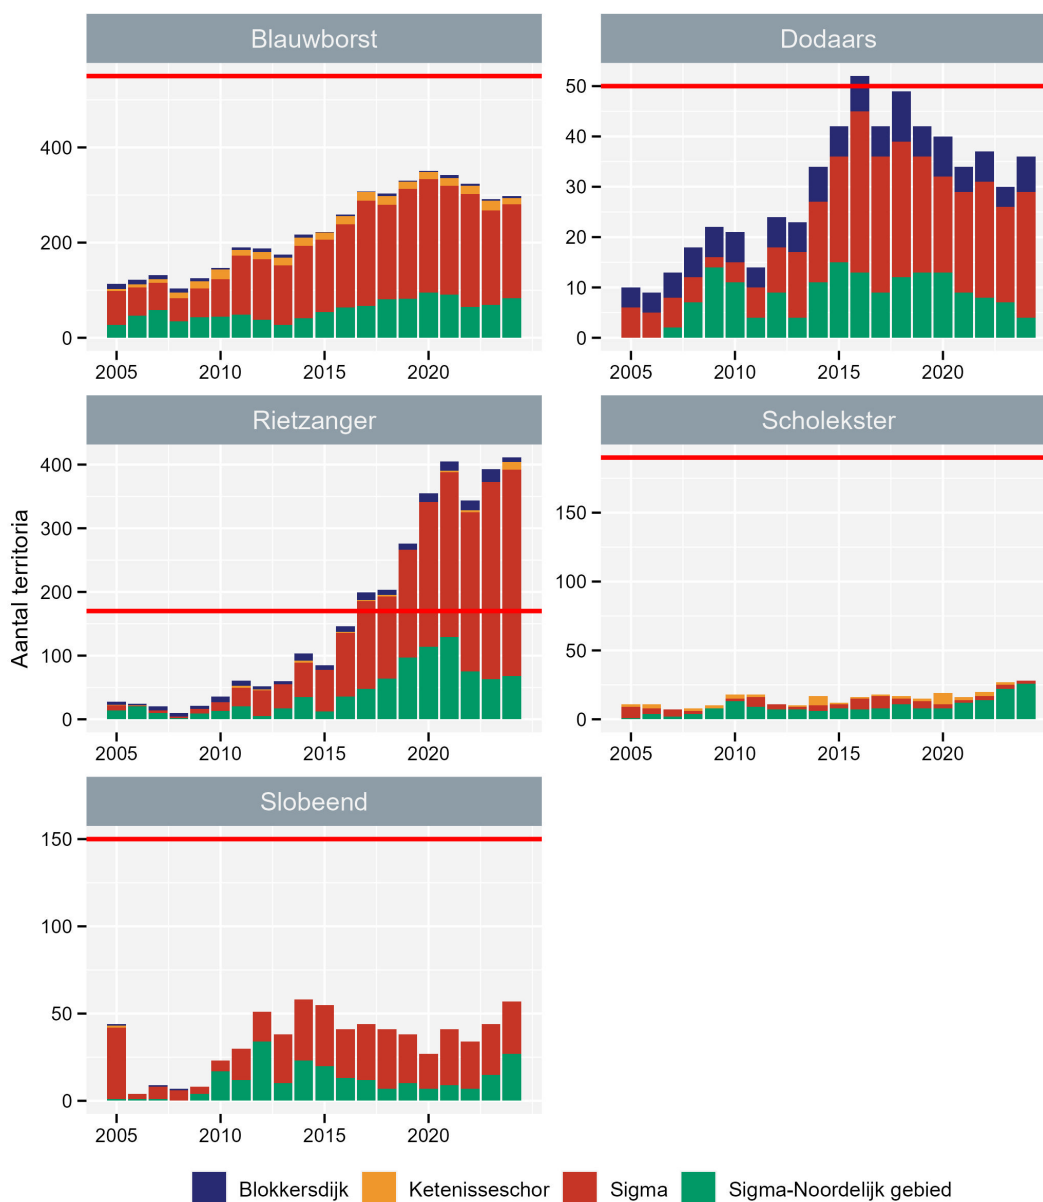 Blauwborst
Dodaars
400
200
0
2005 2010 2015 2020
50
40
30
20
10
0
2005 2010 2015 2020
Rietzanger
Scholekster
Aantal territoria
400
300
200
100
0
2005 2010 2015 2020
150
100
50
0
2005 2010 2015 2020
Slobeend
150
100
50
0
2005 2010 2015 2020
Blokkersdijk Ketenisseschor Sigma Sigma-Noordelijk gebied